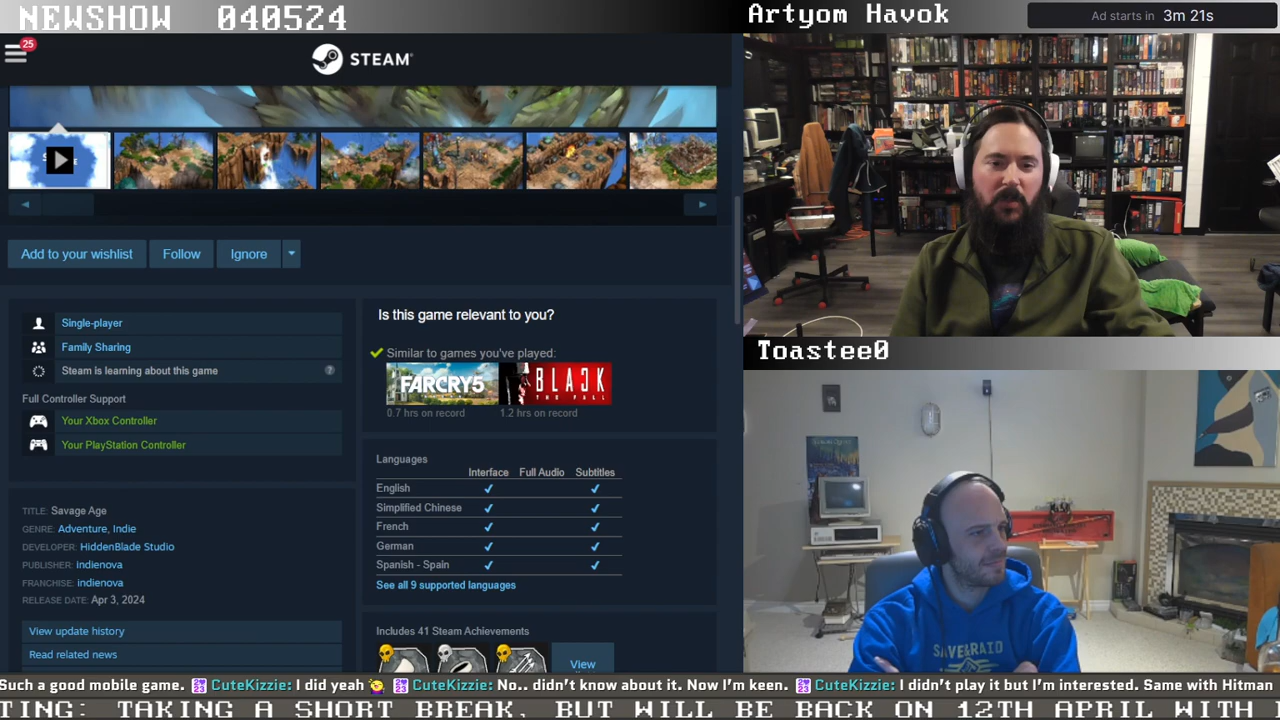 NEWSHOW 040524
Artyom Havok
Ad starts in 3m 21s
25
STEAM
Add to your wishlist
Follow
Ignore
Single-player
Family Sharing
Steam is learning about this game
?
Full Controller Support
Your Xbox Controller
Your PlayStation Controller
Is this game relevant to you?
Similar to games you've played:
FARCRY5
BLACK
THE FALL
0.7 hrs on record
1.2 hrs on record
Languages
Interface Full Audio Subtitles
English
Simplified Chinese
French
German
Spanish - Spain
See all 9 supported languages
TITLE: Savage Age
GENRE: Adventure, Indie
DEVELOPER: HiddenBlade Studio
PUBLISHER: indienova
FRANCHISE: indienova
RELEASE DATE: Apr 3, 2024
View update history
Read related news
Includes 41 Steam Achievements
View
Toastee0
SAVE&RAID
Such a good mobile game. CuteKizzie: I did yeah CuteKizzie: No.. didn't know about it. Now I'm keen. CuteKizzie: I didn't play it but I'm interested. Same with Hitman
TING: TAKING A SHORT BREAK, BUT WILL BE BACK ON 12TH APRIL WITH